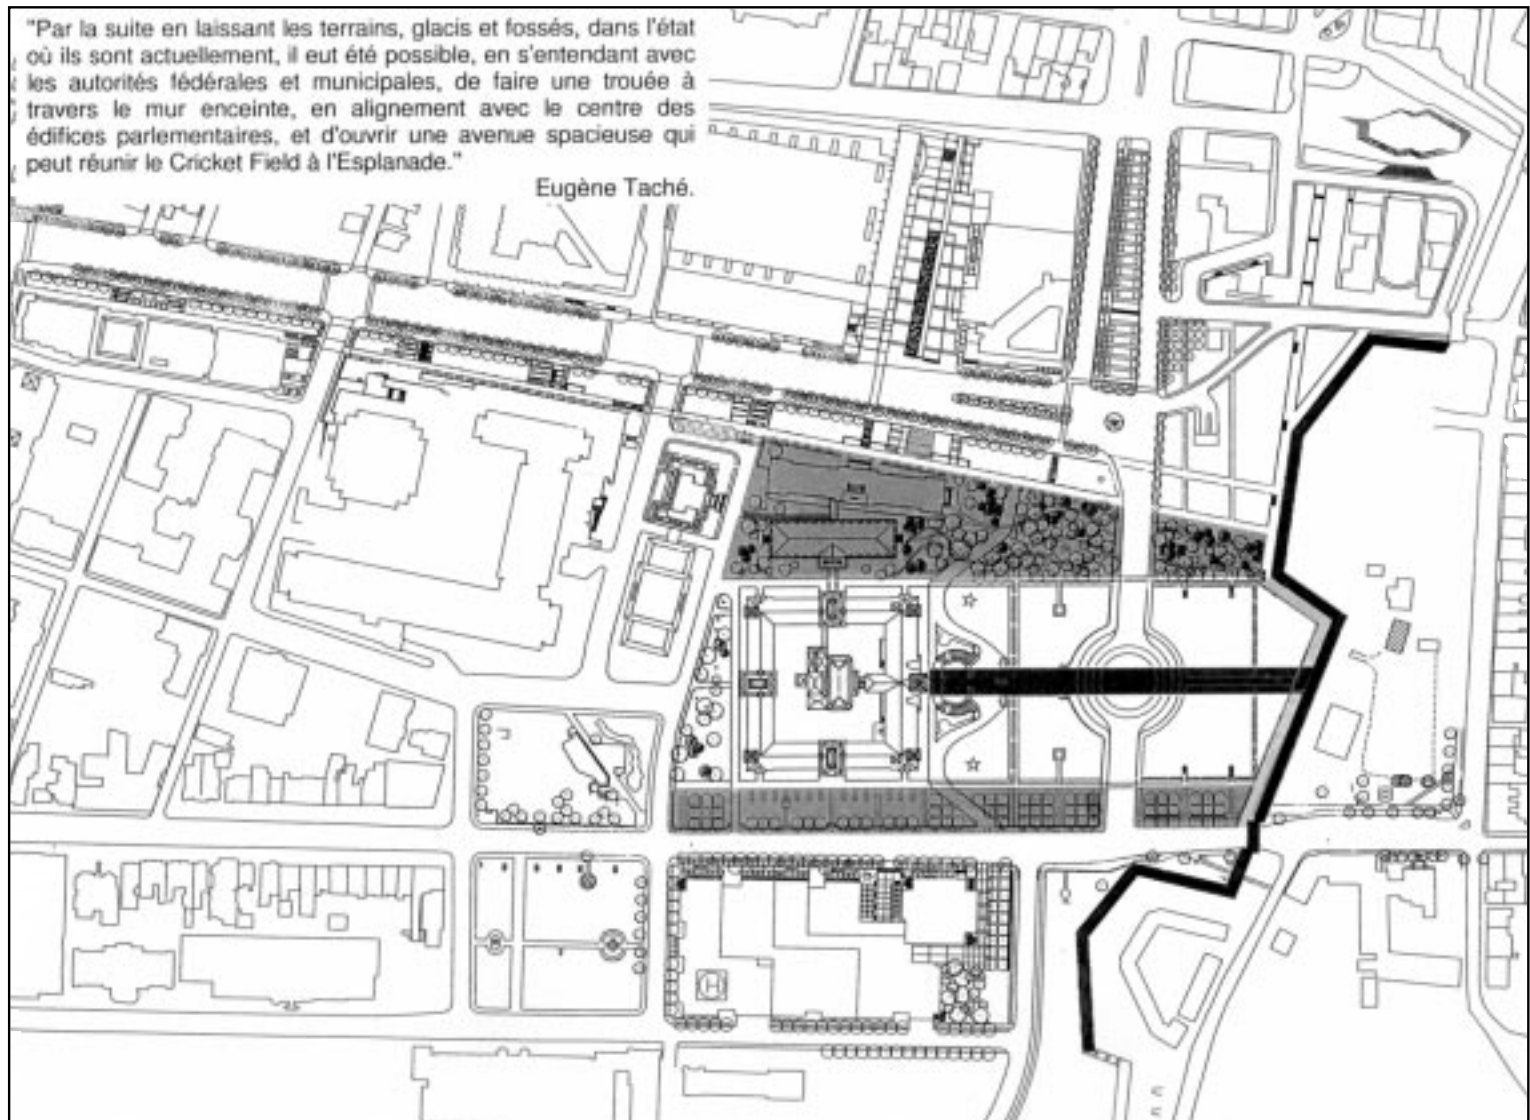 "Par la suite en laissant les terrains, glacis et fossés, dans l'état
où ils sont actuellement, il eut été possible, en s'entendant avec
les autorités fédérales et municipales, de faire une trouée à
travers le mur enceinte, en alignement avec le centre des
édifices parlementaires, et d'ouvrir une avenue spacieuse qui
peut réunir le Cricket Field à l'Esplanade."
Eugène Taché.
H